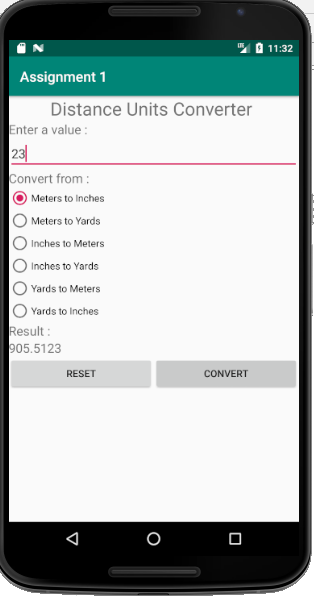 11:32
Assignment 1
Distance Units Converter
Enter a value :
23
Convert from :
Meters to Inches
Meters to Yards
Inches to Meters
Inches to Yards
Yards to Meters
Yards to Inches
Result :
905.5123
RESET CONVERT